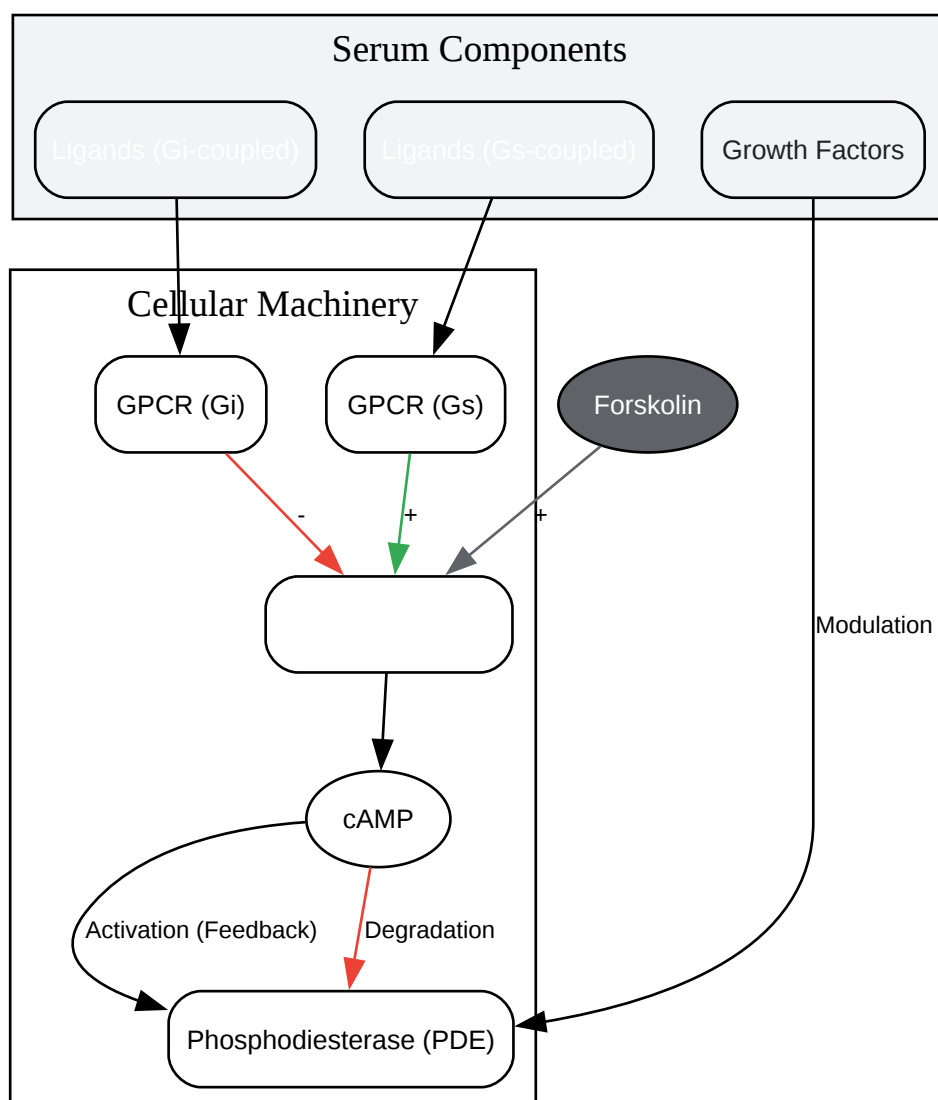 Serum Components
Ligands (Gi-coupled)
Ligands (Gs-coupled)
Growth Factors
Cellular Machinery
GPCR (Gi)
GPCR (Gs)
Forskolin
-
+
+
Modulation
cAMP
Activation (Feedback)
Degradation
Phosphodiesterase (PDE)